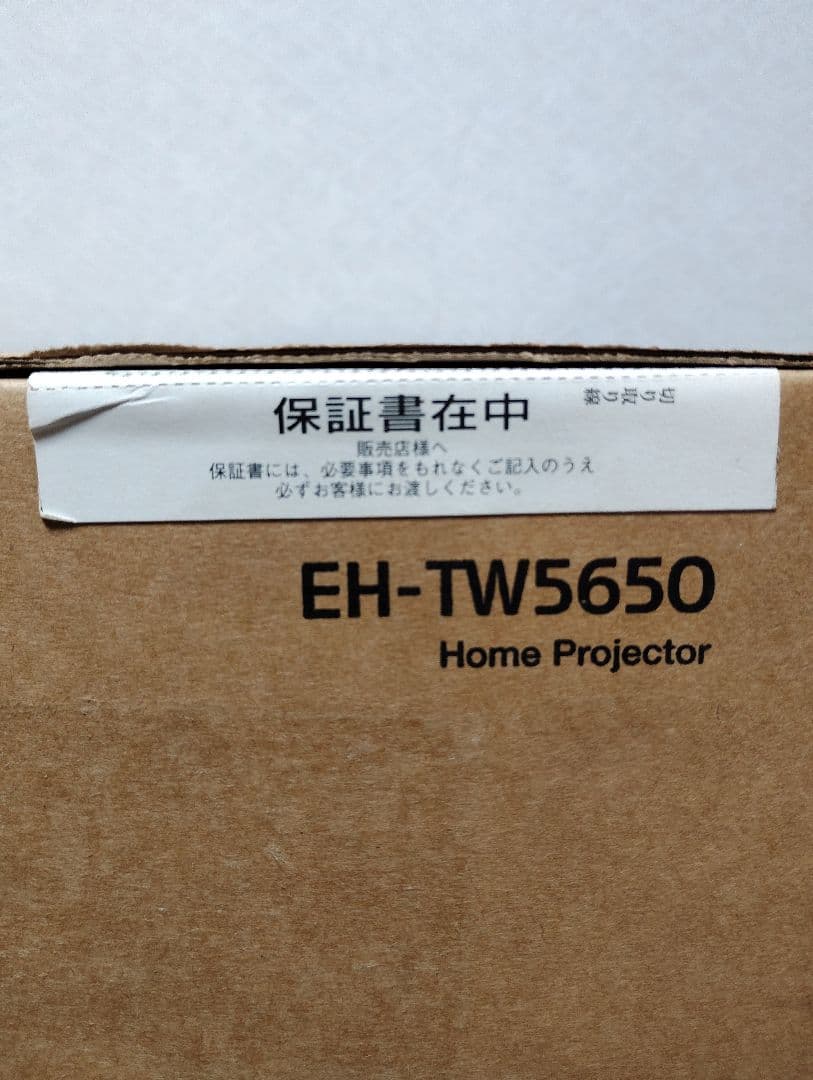 保証書在中
切り取り線
販売店様へ
保証書には、必要事項をもれなくご記入のうえ
必ずお客様にお渡しください。
EH-TW5650
Home Projector